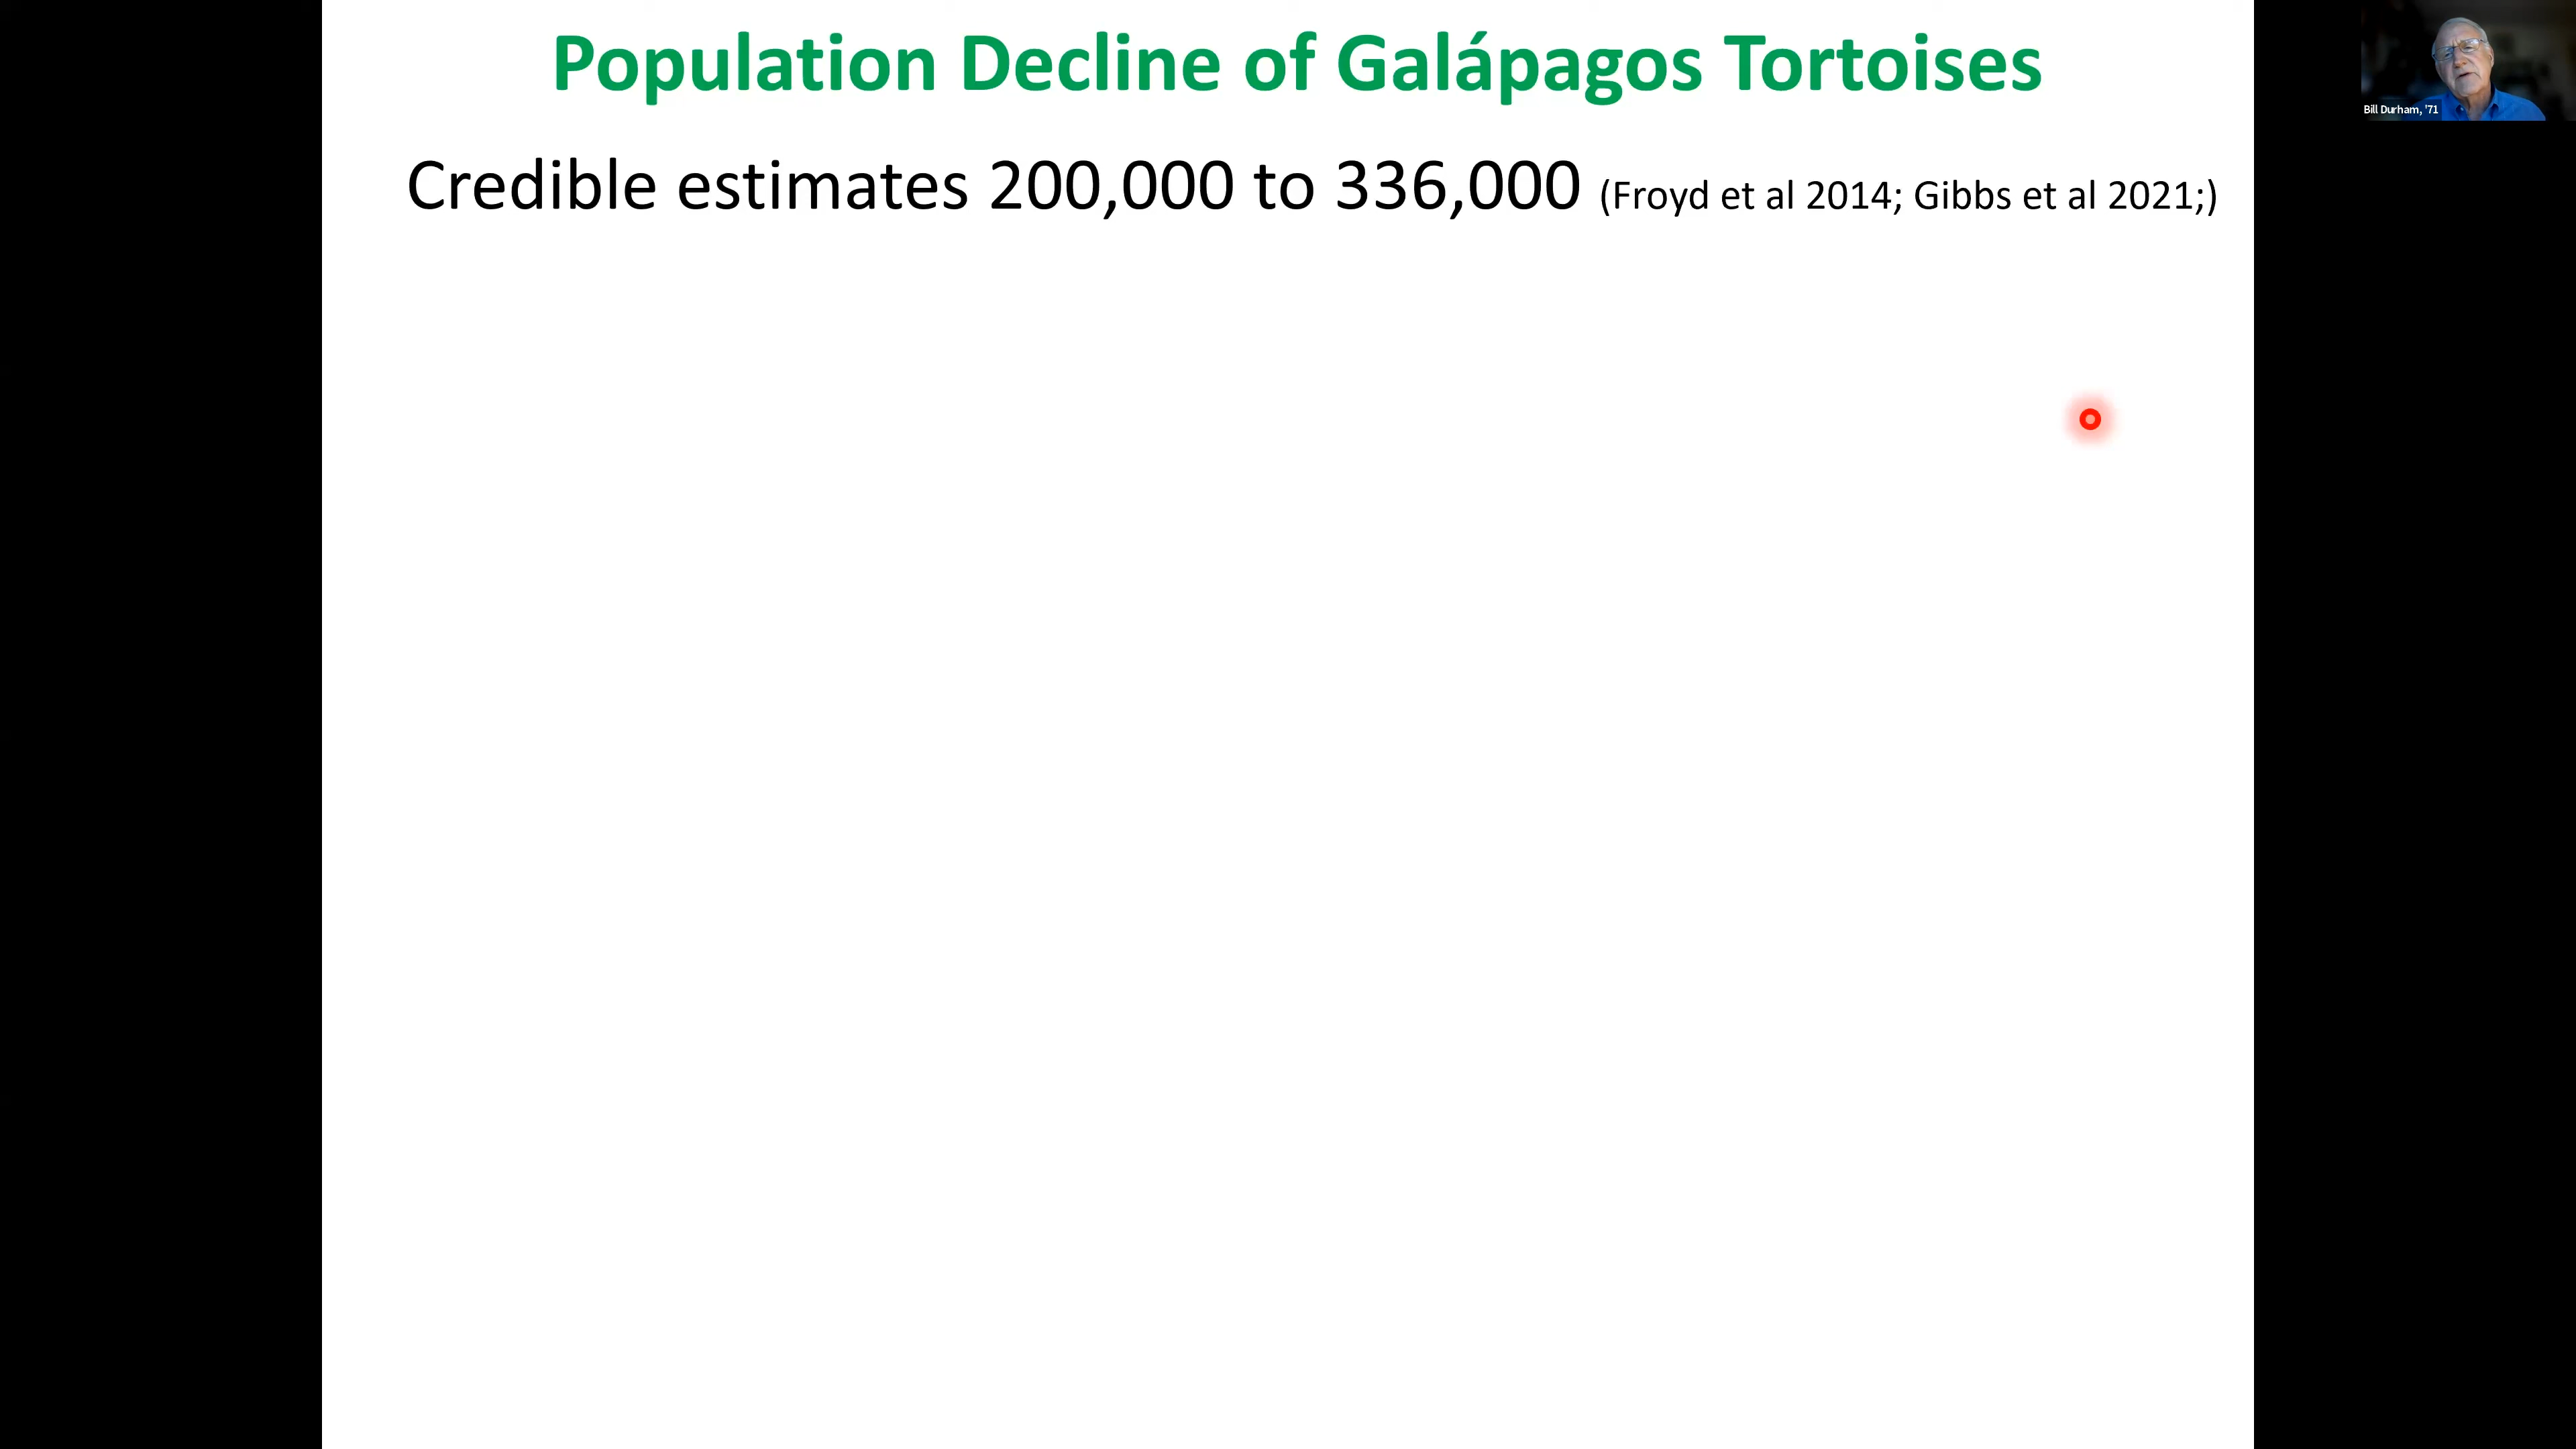 Population Decline of Galápagos Tortoises
Credible estimates 200,000 to 336,000 (Froyd et al 2014; Gibbs et al 2021;)
Bill Durham, '71